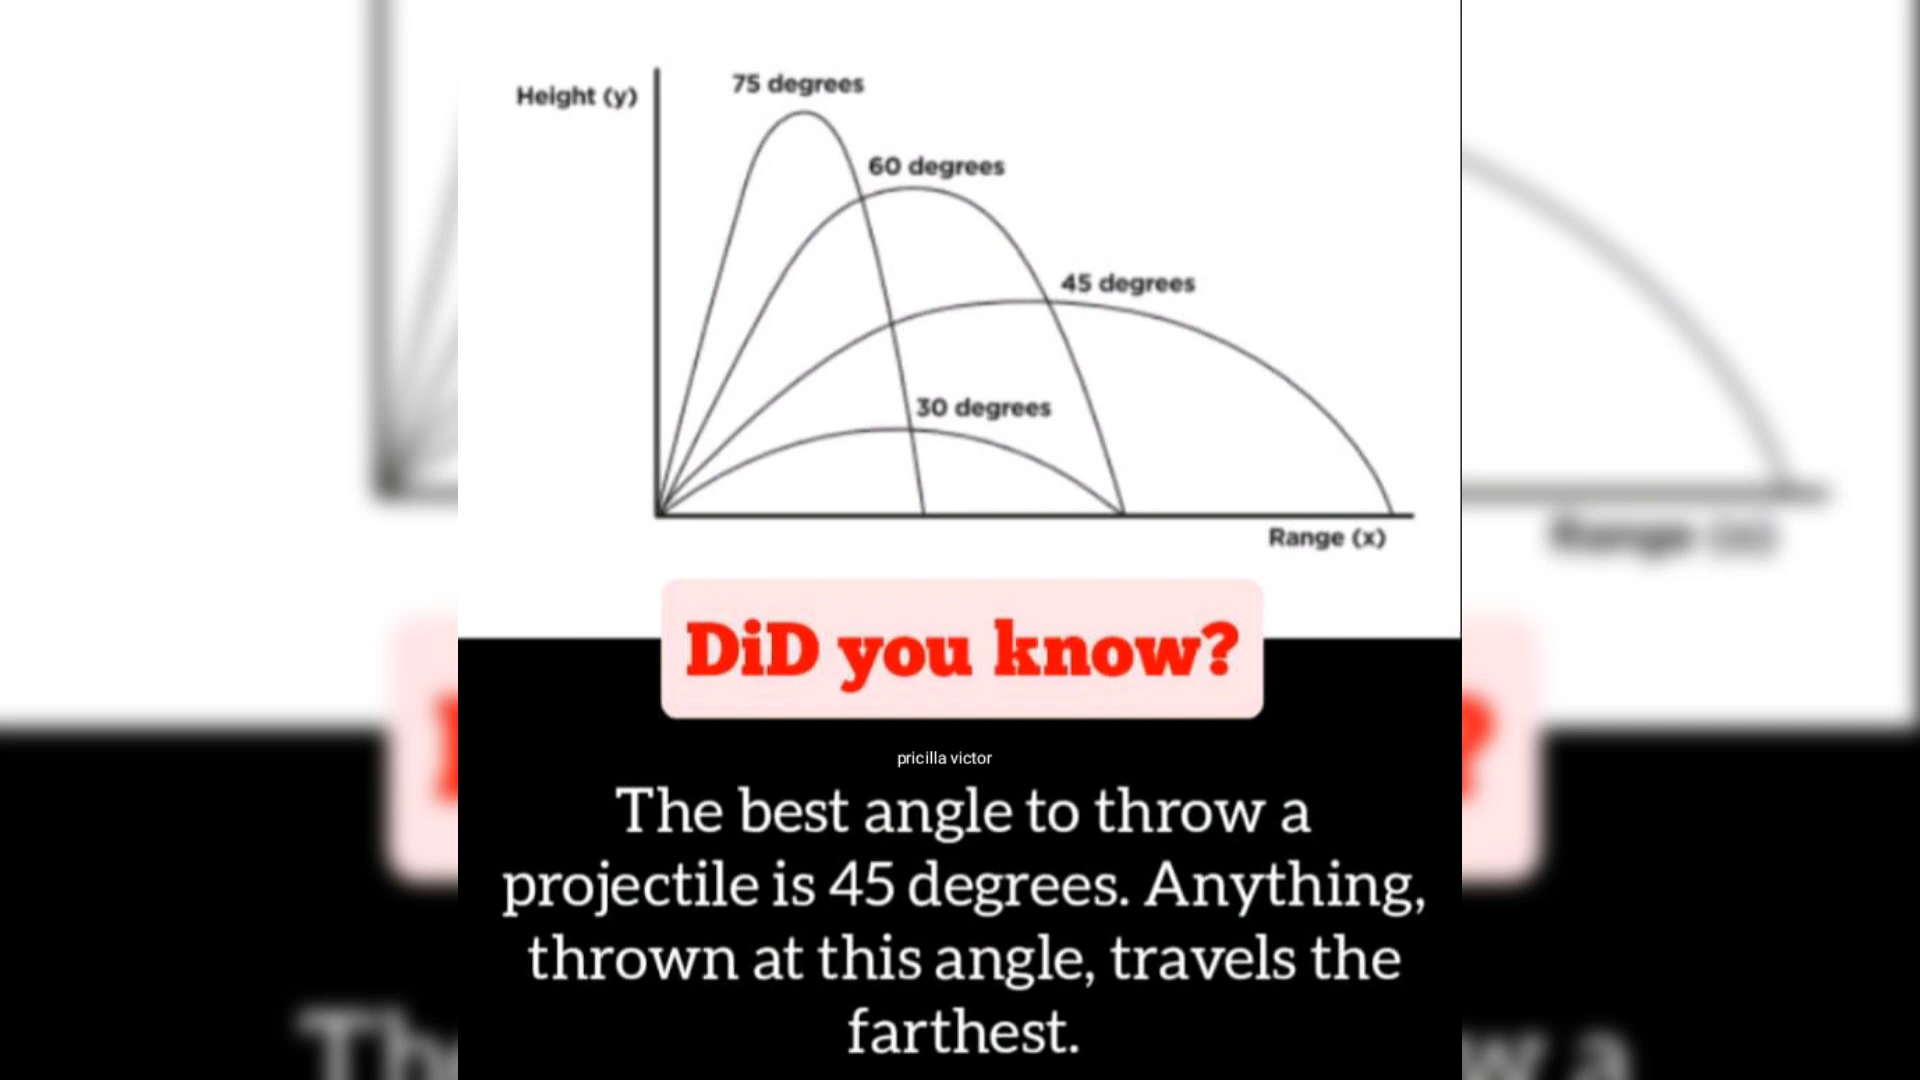 Height (y)
75 degrees
60 degrees
45 degrees
30 degrees
Range (x)
DiD you know?
pricilla victor
The best angle to throw a
projectile is 45 degrees. Anything,
thrown at this angle, travels the
farthest.